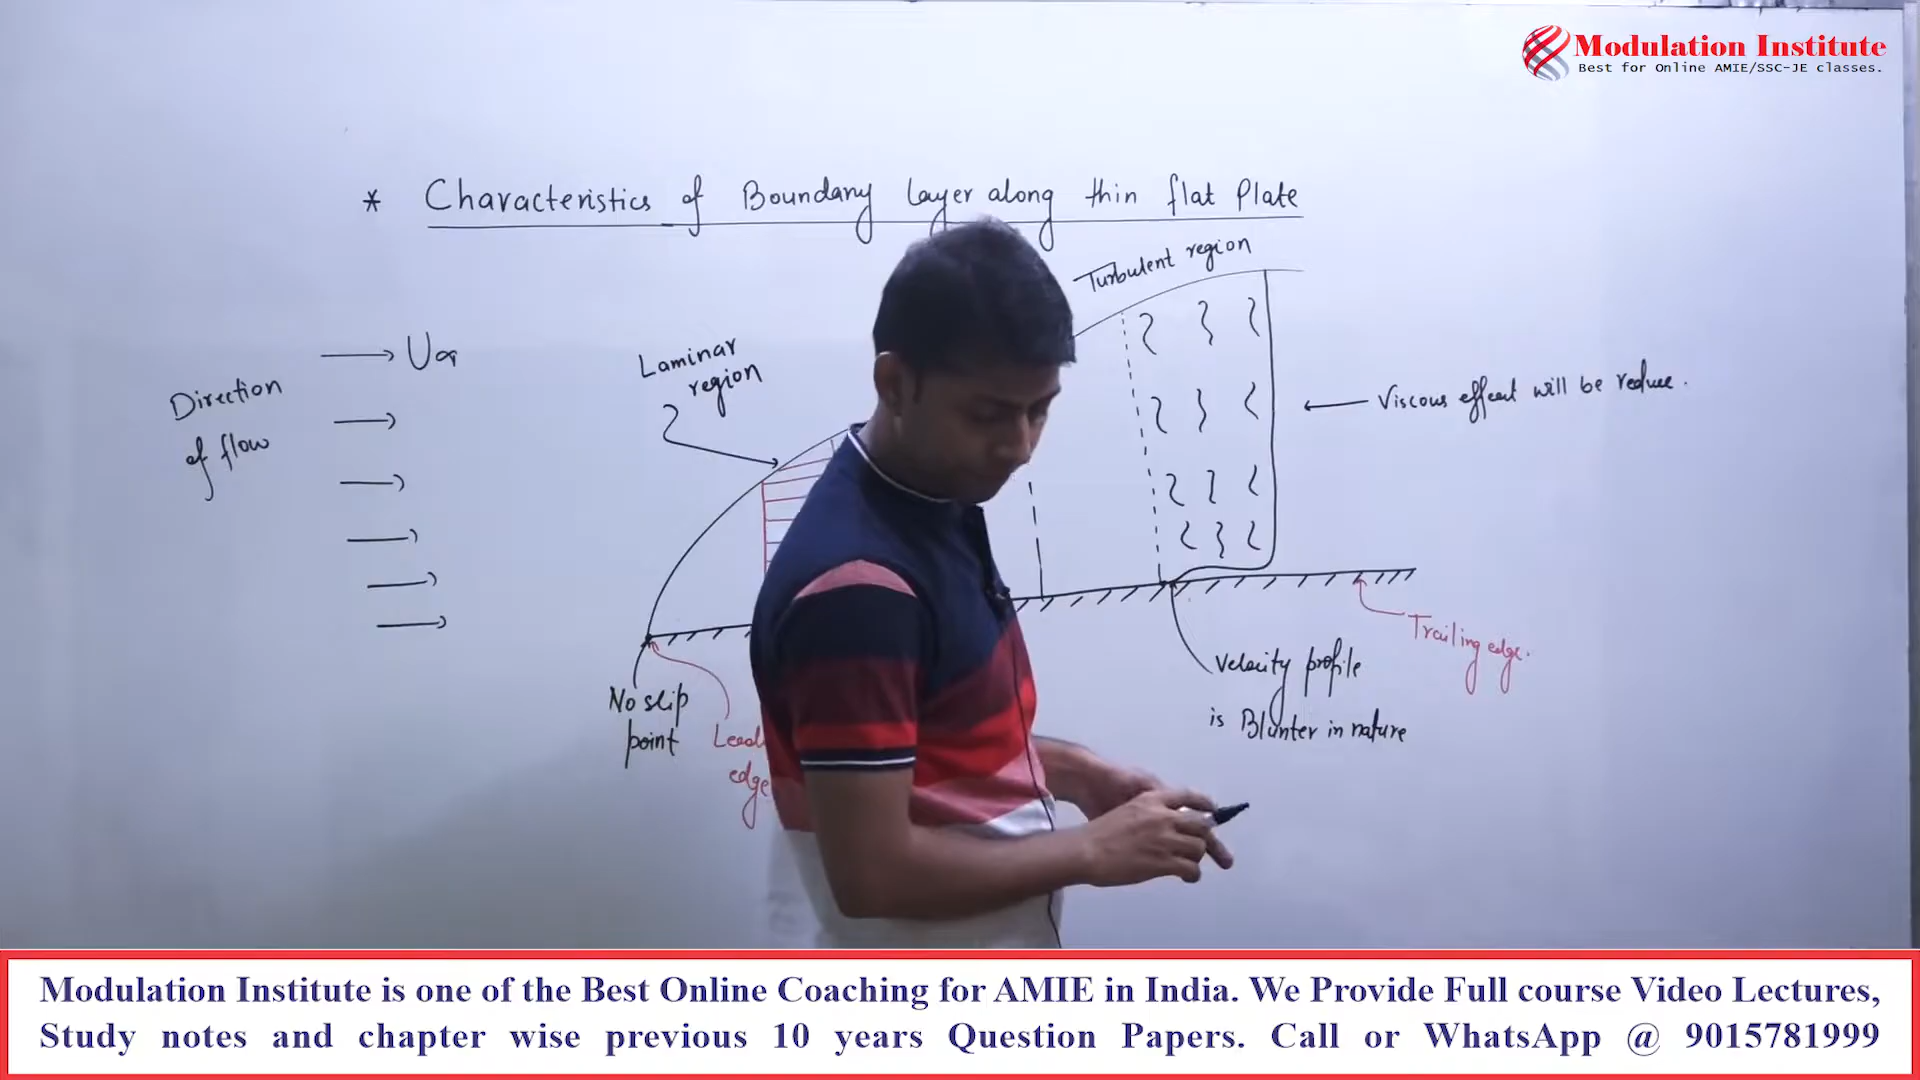 Modulation Institute
Best for Online AMIE/SSC-JE classes.
* Characteristics of Boundary layer along thin flat Plate
Turbulent region
Laminar
region
U∞
Direction
of flow
Viscous effect will be reduce.
Trailing edge.
Velocity profile
is Blunter in nature
No slip
point
edge
Modulation Institute is one of the Best Online Coaching for AMIE in India. We Provide Full course Video Lectures,
Study notes and chapter wise previous 10 years Question Papers. Call or WhatsApp @ 9015781999